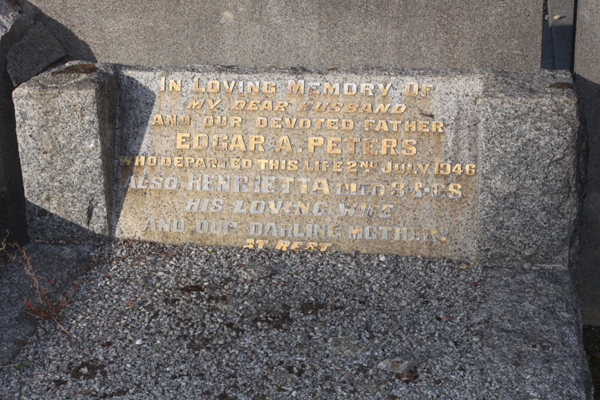 IN LOVING MEMORY OF
MY DEAR HUSBAND
AND OUR DEVOTED FATHER
EDGAR A. PETERS
WHO DEPARTED THIS LIFE 2ND JULY 1946
ALSO HENRIETTA DIED
HIS LOVING WIFE
AND OUR DARLING MOTHER
AT REST